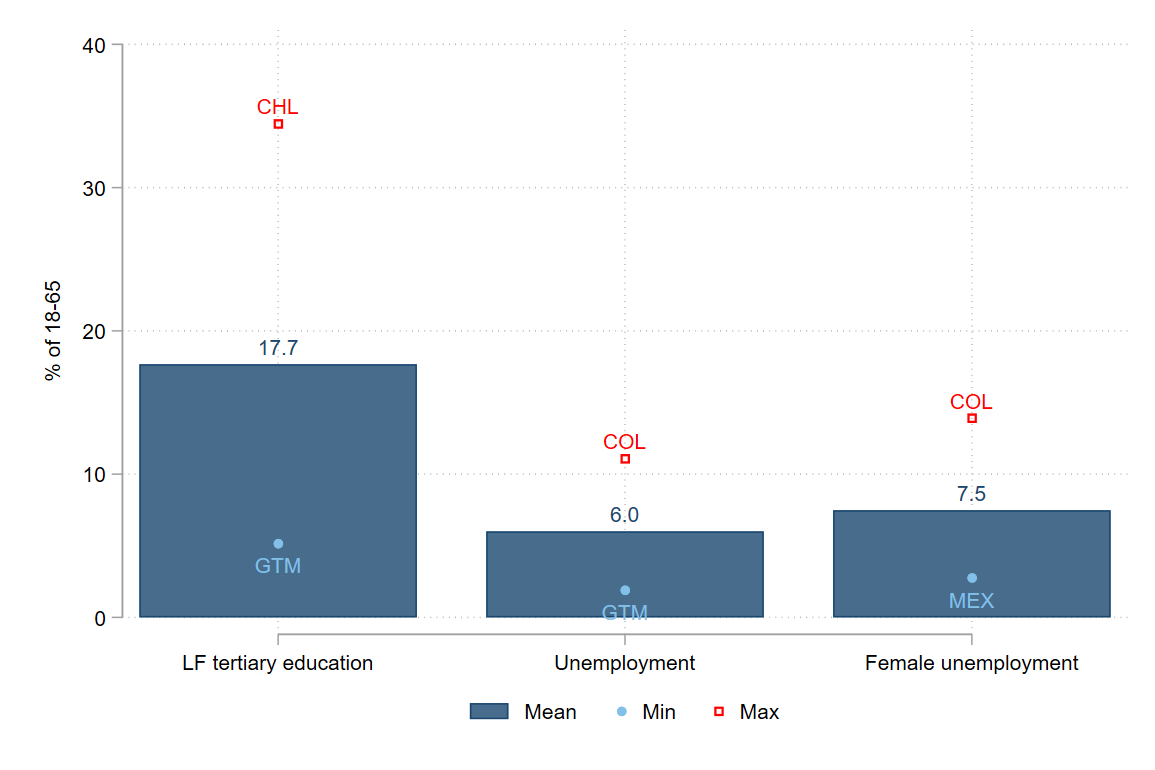 40
CHL
30
% of 18-65
20
17.7
COL
COL
10
7.5
6.0
GTM
MEX
GTM
0
LF tertiary education
Unemployment
Female unemployment
Mean
Min
Max